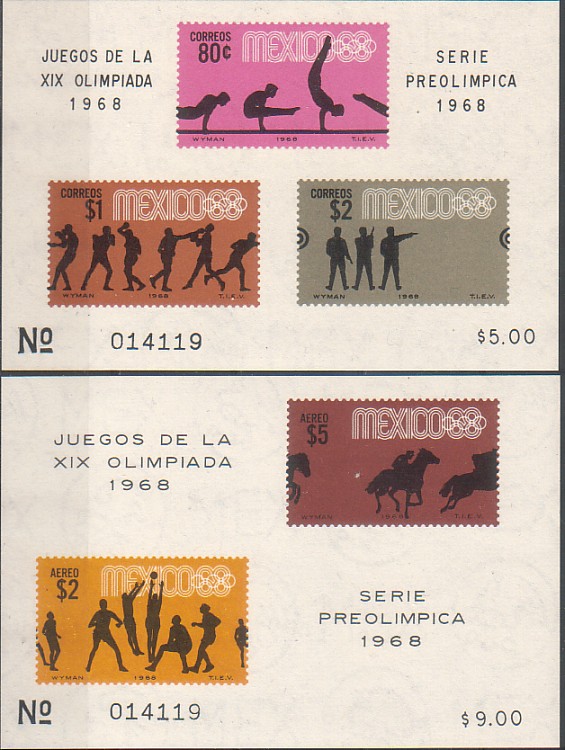 JUEGOS DE LA
XIX OLIMPIADA
1968
CORREOS
80¢
MEXICO68
WYMAN 1968 T.I.E.V.
SERIE
PREOLIMPICA
1968
CORREOS
$1
MEXICO68
WYMAN 1968 T.I.E.V.
CORREOS
$2
MEXICO68
WYMAN 1968 T.I.E.V.
Nº 014119
$5.00
JUEGOS DE LA
XIX OLIMPIADA
1968
AEREO
$5
MEXICO68
WYMAN 1968 T.I.E.V.
AEREO
$2
MEXICO68
WYMAN 1968 T.I.E.V.
SERIE
PREOLIMPICA
1968
Nº 014119
$9.00